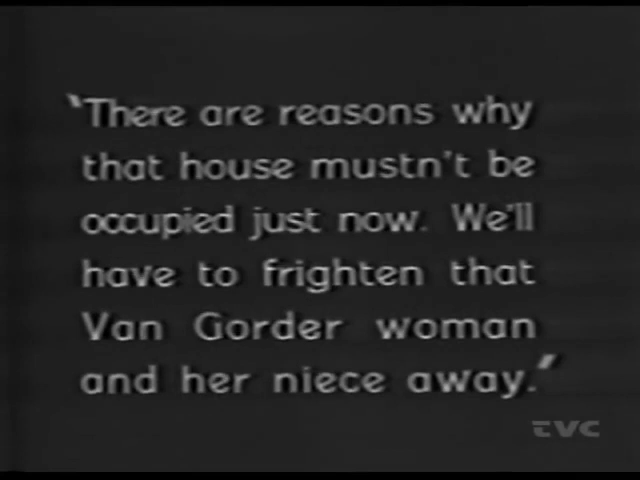 "There are reasons why
that house mustn't be
occupied just now. We'll
have to frighten that
Van Gorder woman
and her niece away."
TVC